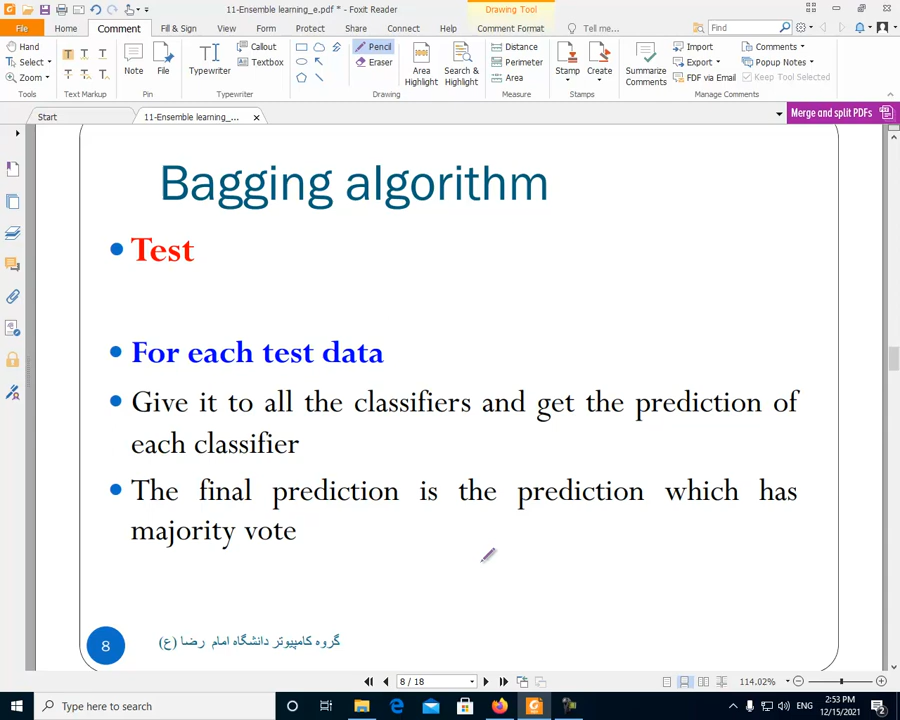 11-Ensemble learning_e.pdf * - Foxit Reader
Drawing Tool
File Home Comment Fill & Sign View Form Protect Share Connect Help Comment Format Tell me... Find
Hand
Select
Zoom
Tools
Text Markup
Note
File
Pin
Typewriter
Callout
Textbox
Typewriter
Pencil
Eraser
Drawing
Area Highlight
Search & Highlight
Distance
Perimeter
Area
Measure
Stamp
Create
Stamps
Summarize Comments
Import
Export
FDF via Email
Comments
Popup Notes
Keep Tool Selected
Manage Comments
Start
11-Ensemble learning_...
Merge and split PDFs
Bagging algorithm
Test
For each test data
Give it to all the classifiers and get the prediction of
each classifier
The final prediction is the prediction which has
majority vote
8
گروه کامپیوتر دانشگاه امام رضا (ع)
8 / 18
114.02%
Type here to search
ENG
2:53 PM
12/15/2021
2